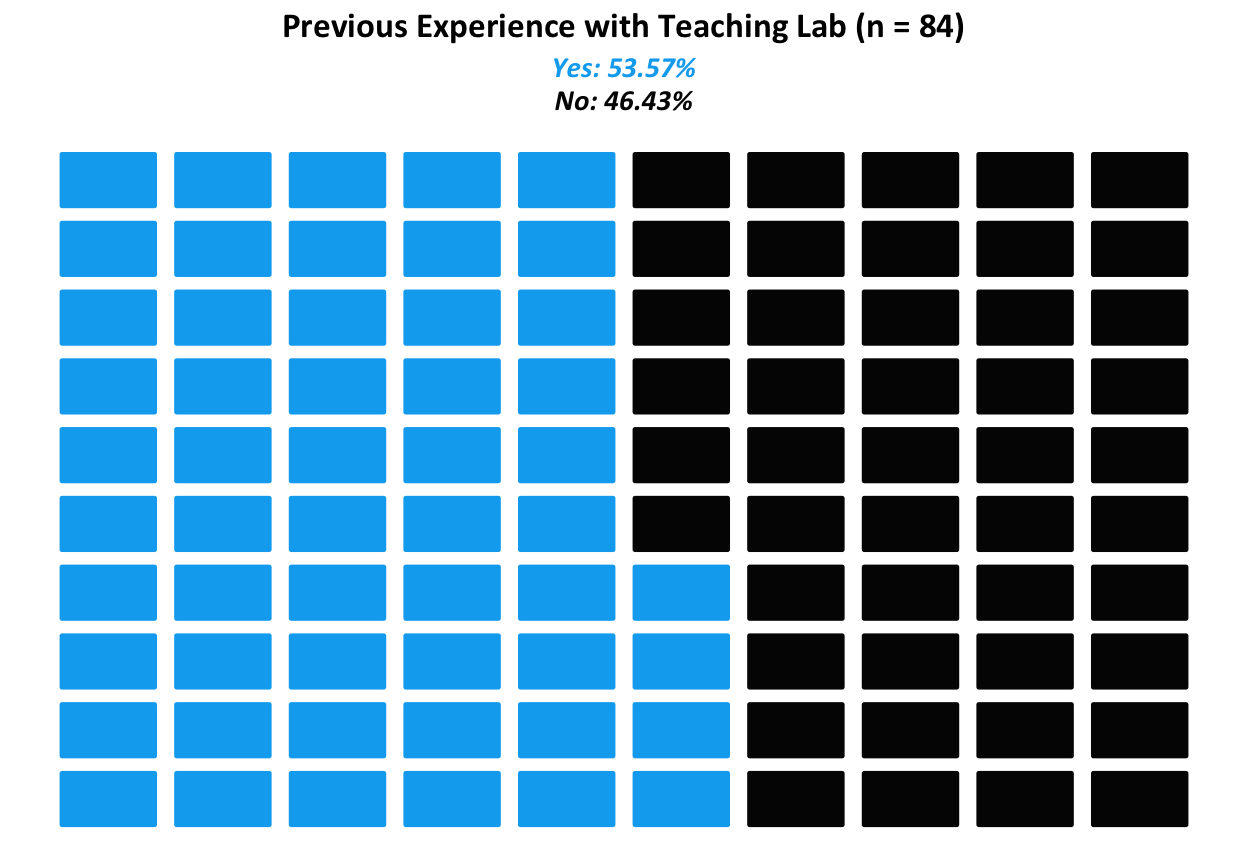 Previous Experience with Teaching Lab (n = 84)
Yes: 53.57%
No: 46.43%